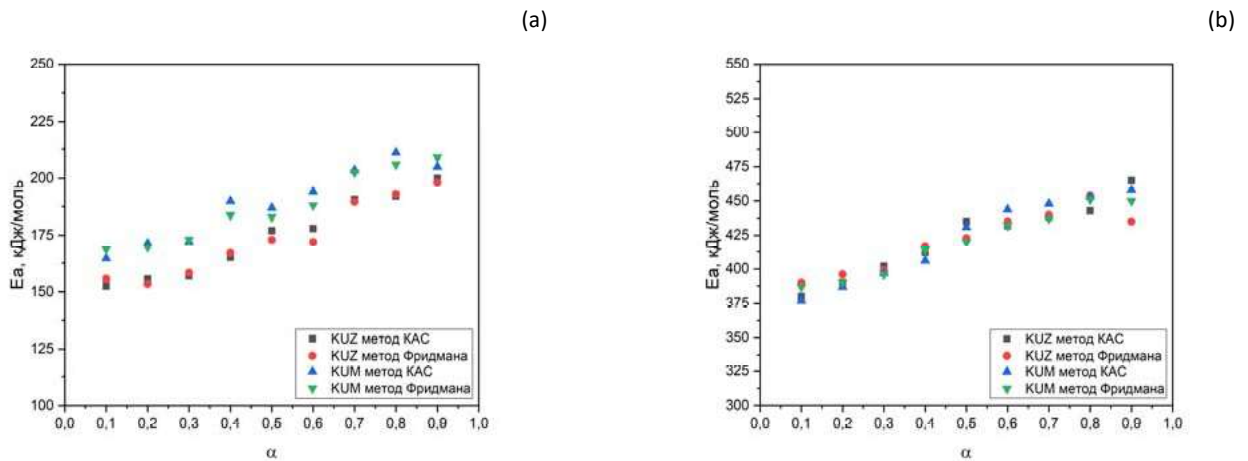 (a)
250
225
200
175
150
125
100
Ea, кДж/моль
KUZ метод КАС
KUZ метод Фридмана
KUM метод КАС
KUM метод Фридмана
0,0 0,1 0,2 0,3 0,4 0,5 0,6 0,7 0,8 0,9 1,0
α
(b)
550
525
500
475
450
425
400
375
350
325
300
Ea, кДж/моль
KUZ метод КАС
KUZ метод Фридмана
KUM метод КАС
KUM метод Фридмана
0,0 0,1 0,2 0,3 0,4 0,5 0,6 0,7 0,8 0,9 1,0
α